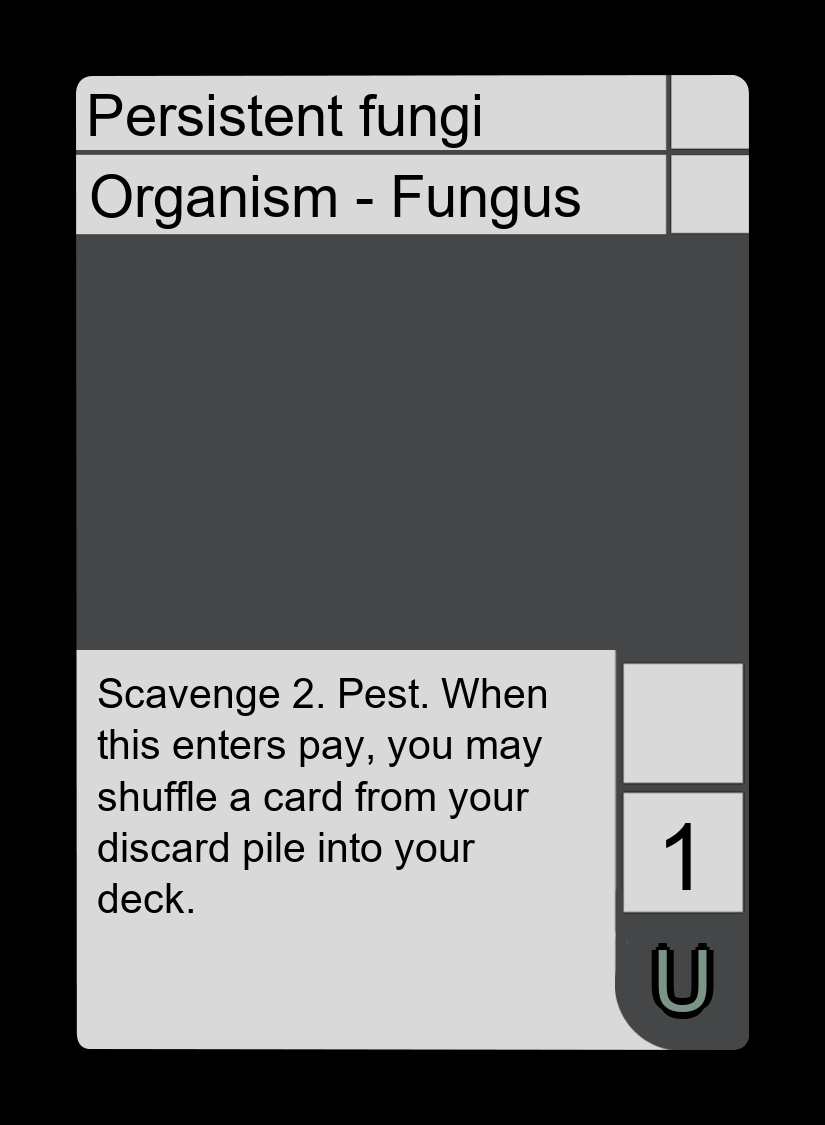 Persistent fungi
Organism - Fungus
Scavenge 2. Pest. When
this enters pay, you may
shuffle a card from your
discard pile into your
deck.
1
U